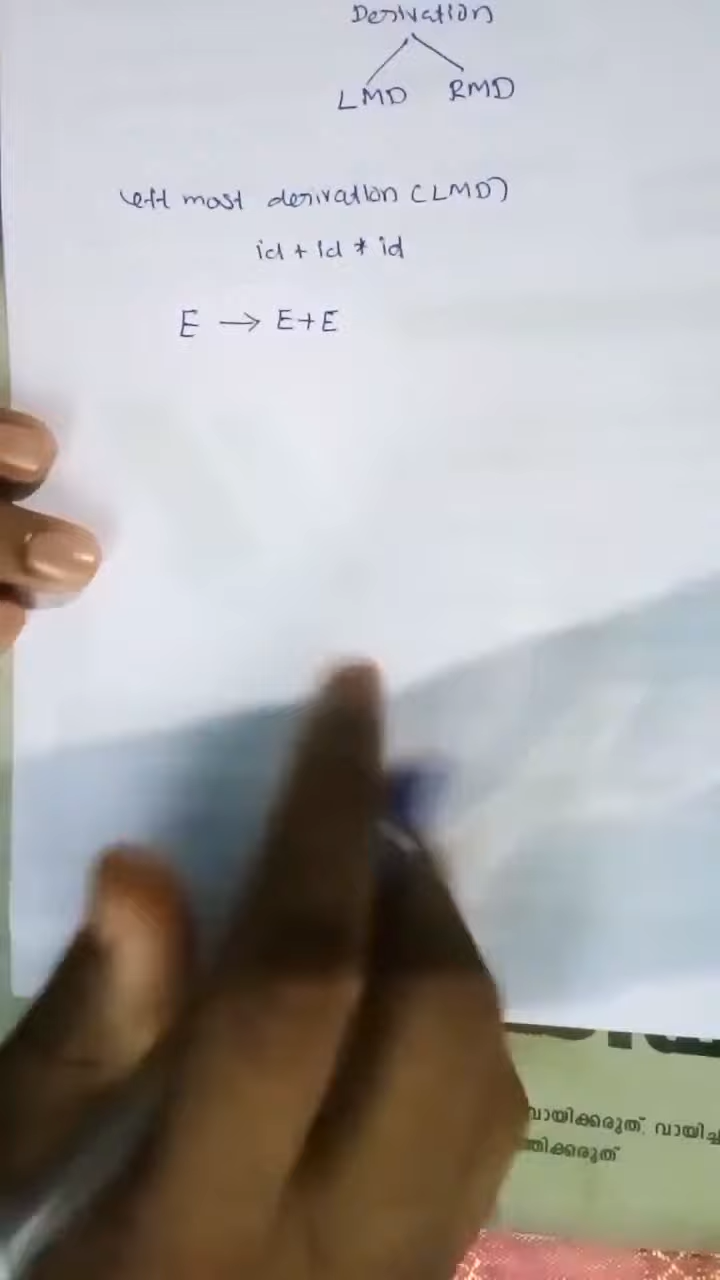 Derivation
LMD RMD
Left most derivation (LMD)
id + id * id
E → E+E
വായിക്കരുത്. വായിച്ച